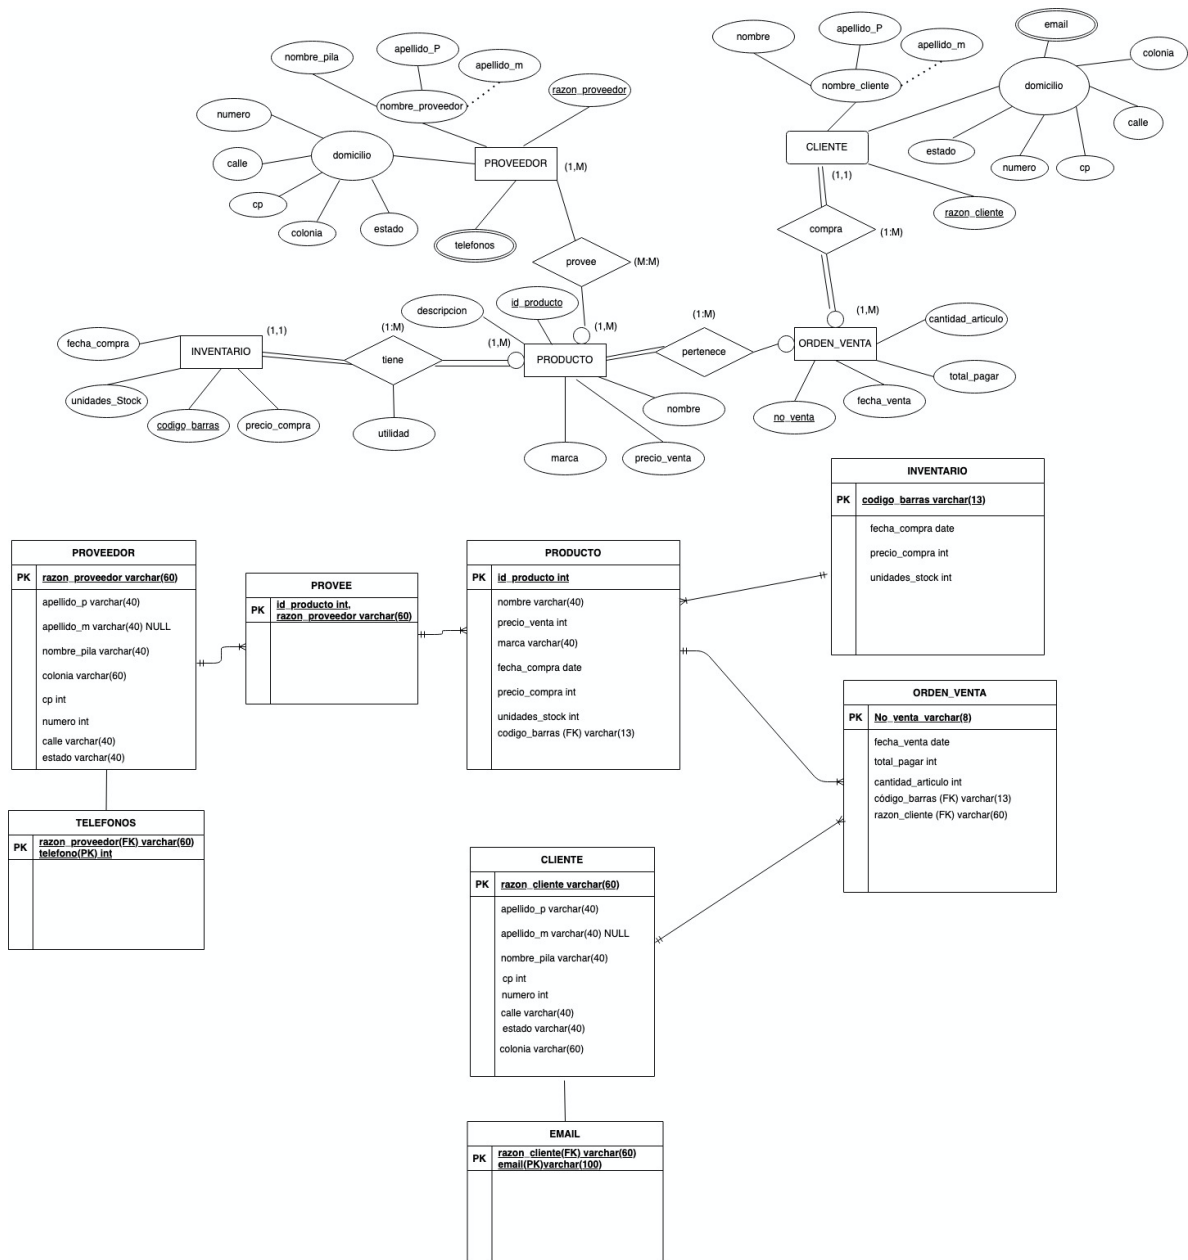 email
nombre
apellido_P
apellido_m
colonia
nombre_cliente
domicilio
calle
CLIENTE
estado
numero
cp
razon_cliente
(1,1)
compra
(1:M)
nombre_pila
apellido_P
apellido_m
nombre_proveedor
razon_proveedor
numero
domicilio
calle
PROVEEDOR
(1,M)
cp
colonia
estado
telefonos
provee
(M:M)
descripcion
id_producto
(1,M)
(1:M)
(1,M)
cantidad_articulo
fecha_compra
INVENTARIO
(1,1)
(1:M)
tiene
(1,M)
PRODUCTO
pertenece
ORDEN_VENTA
total_pagar
unidades_Stock
codigo_barras
precio_compra
utilidad
nombre
marca
precio_venta
no_venta
fecha_venta
INVENTARIO
PK codigo_barras varchar(13)
fecha_compra date
precio_compra int
unidades_stock int
PROVEEDOR
PK razon_proveedor varchar(60)
apellido_p varchar(40)
apellido_m varchar(40) NULL
nombre_pila varchar(40)
colonia varchar(60)
cp int
numero int
calle varchar(40)
estado varchar(40)
PROVEE
PK id_producto int,
razon_proveedor varchar(60)
PRODUCTO
PK id_producto int
nombre varchar(40)
precio_venta int
marca varchar(40)
fecha_compra date
precio_compra int
unidades_stock int
codigo_barras (FK) varchar(13)
ORDEN_VENTA
PK No_venta_varchar(8)
fecha_venta date
total_pagar int
cantidad_articulo int
código_barras (FK) varchar(13)
razon_cliente (FK) varchar(60)
TELEFONOS
PK razon_proveedor(FK) varchar(60)
telefono(PK) int
CLIENTE
PK razon_cliente varchar(60)
apellido_p varchar(40)
apellido_m varchar(40) NULL
nombre_pila varchar(40)
cp int
numero int
calle varchar(40)
estado varchar(40)
colonia varchar(60)
EMAIL
PK razon_cliente(FK) varchar(60)
email(PK)varchar(100)